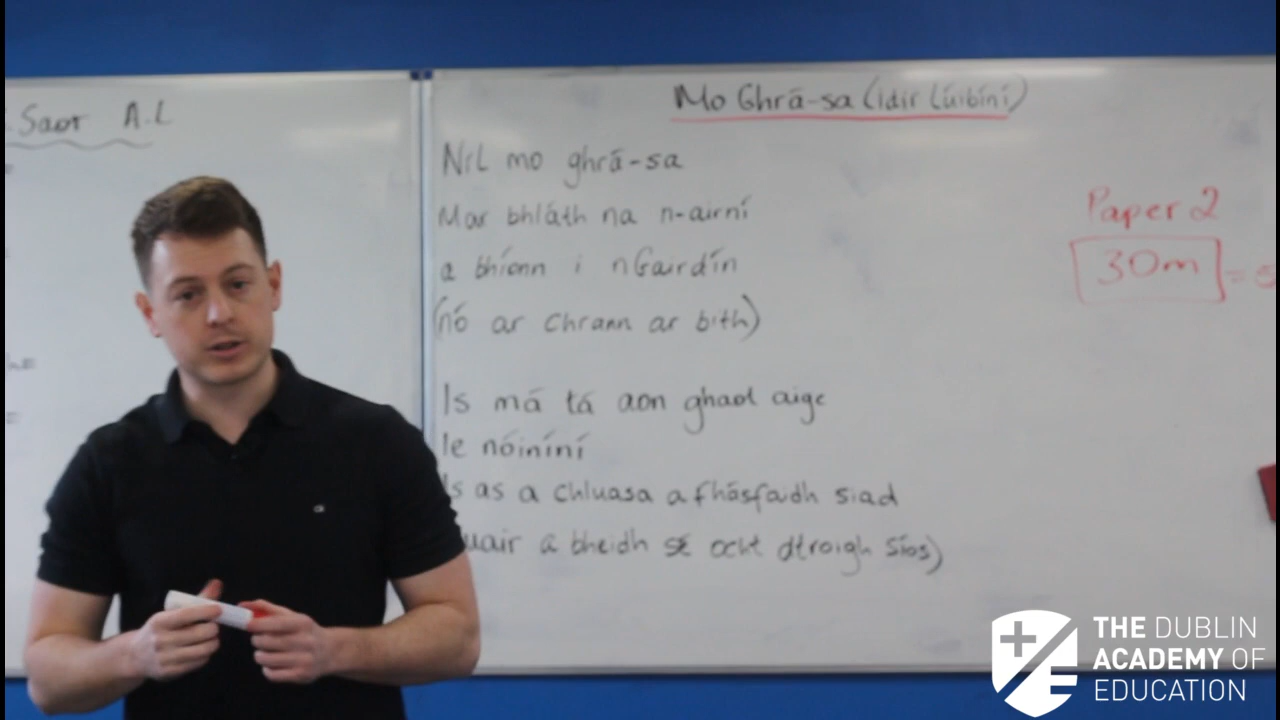 Saor A.L
Mo Ghrá-sa (Idir Lúibíní)
Níl mo ghrá-sa
Mar bhláth na n-airní
a bhíonn i nGairdín
(nó ar chrann ar bith)
Is má tá aon ghaol aige
le nóiníní
Is as a chluasa a fhásfaidh siad
uair a bheidh sé ocht dtroigh síos)
Paper 2
30m =
THE DUBLIN
ACADEMY OF
EDUCATION